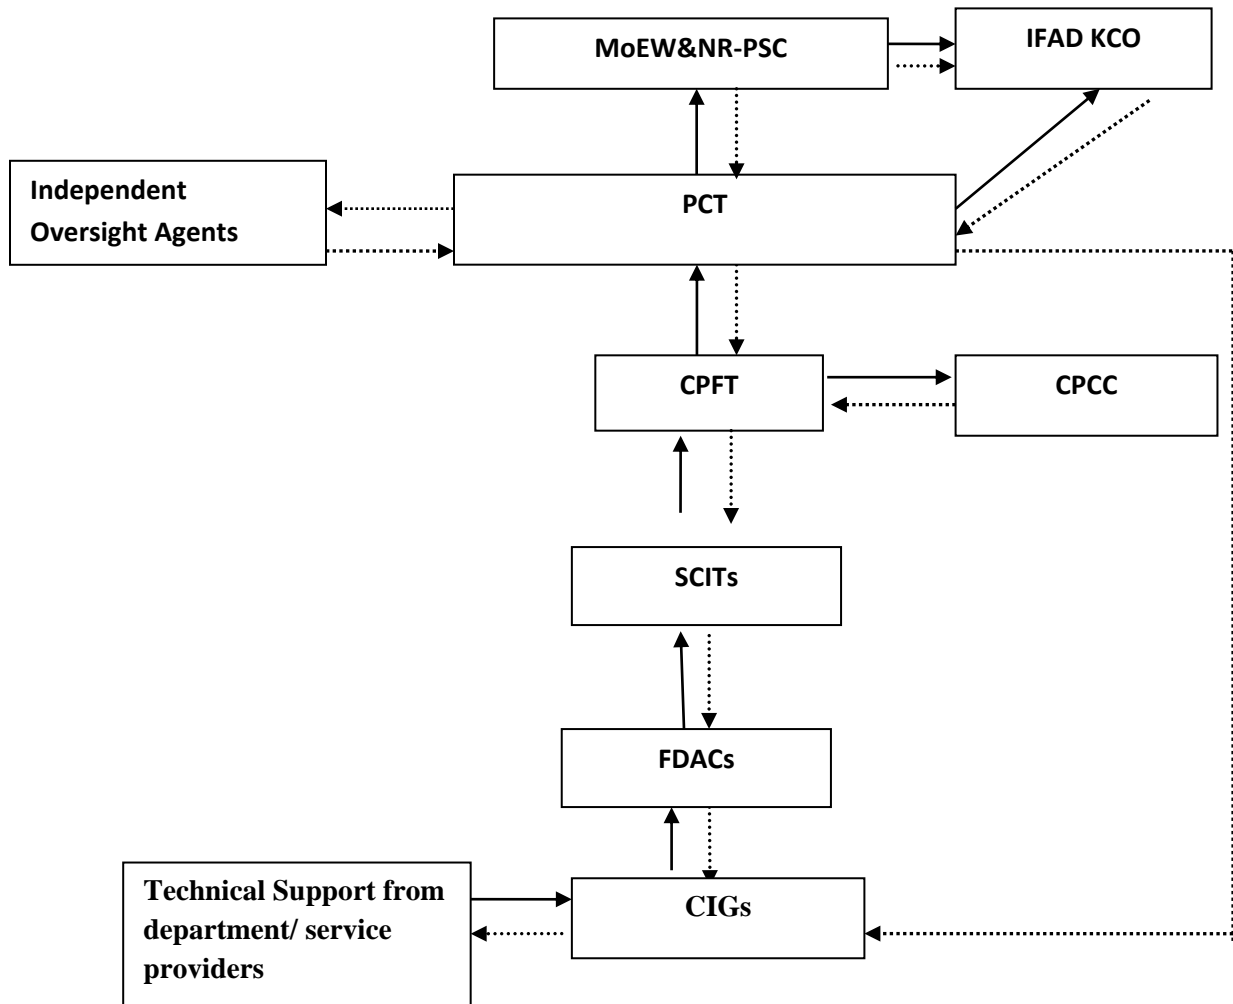 MoEW&NR-PSC
IFAD KCO
Independent
Oversight Agents
PCT
CPFT
CPCC
SCITs
FDACs
Technical Support from
department/ service
providers
CIGs